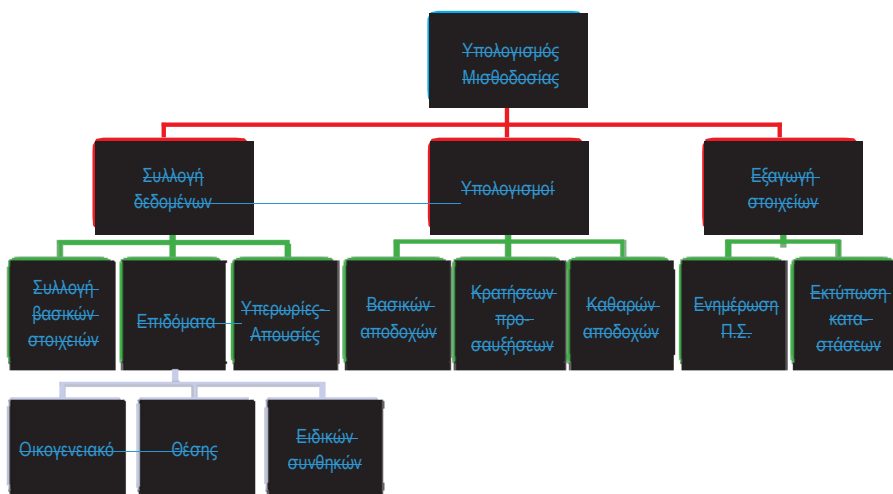 Υπολογισμός
Μισθοδοσίας
Συλλογή
δεδομένων
Υπολογισμοί
Εξαγωγή
στοιχείων
Συλλογή
βασικών
στοιχειών
Επιδόματα
Υπερωρίες-
Απουσίες
Βασικών
αποδοχών
Κρατήσεων
προ-
σαυξήσεων
Καθαρών
αποδοχών
Ενημέρωση
Π.Σ.
Εκτύπωση
κατα-
στάσεων
Οικογενειακό
Θέσης
Ειδικών
συνθηκών